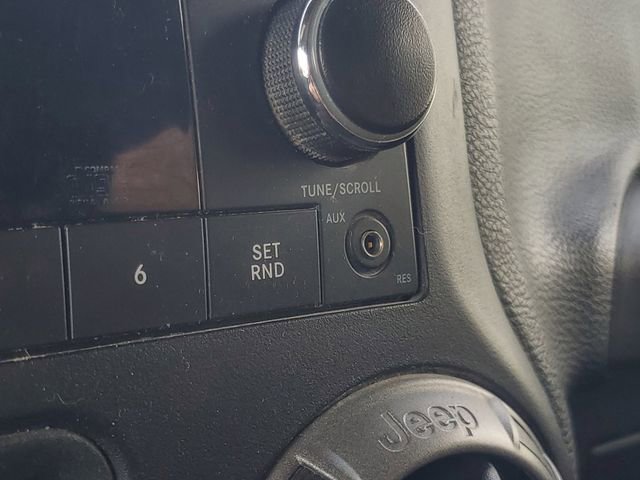 TUNE/SCROLL
AUX
6
SET
RND
RES
Jeep